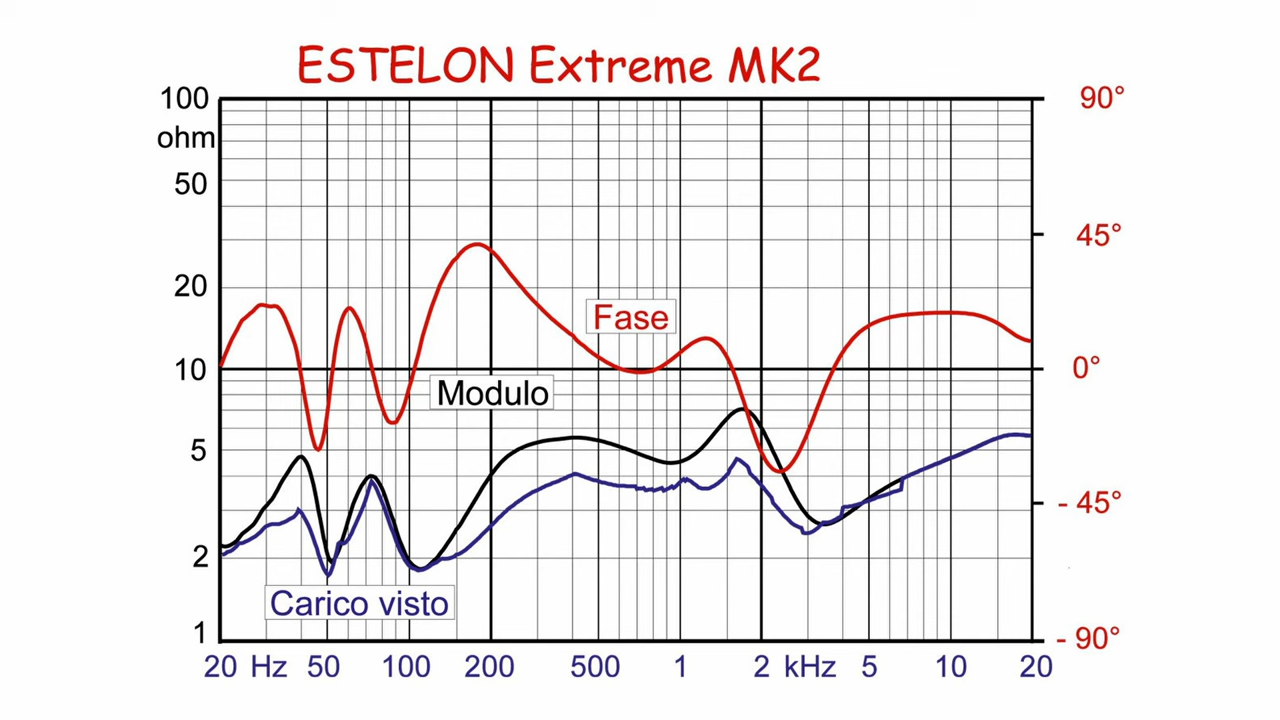 ESTELON Extreme MK2
100
ohm
50
20
10
5
2
1
90°
45°
0°
- 45°
- 90°
Fase
Modulo
Carico visto
20 Hz 50 100 200 500 1 2 kHz 5 10 20